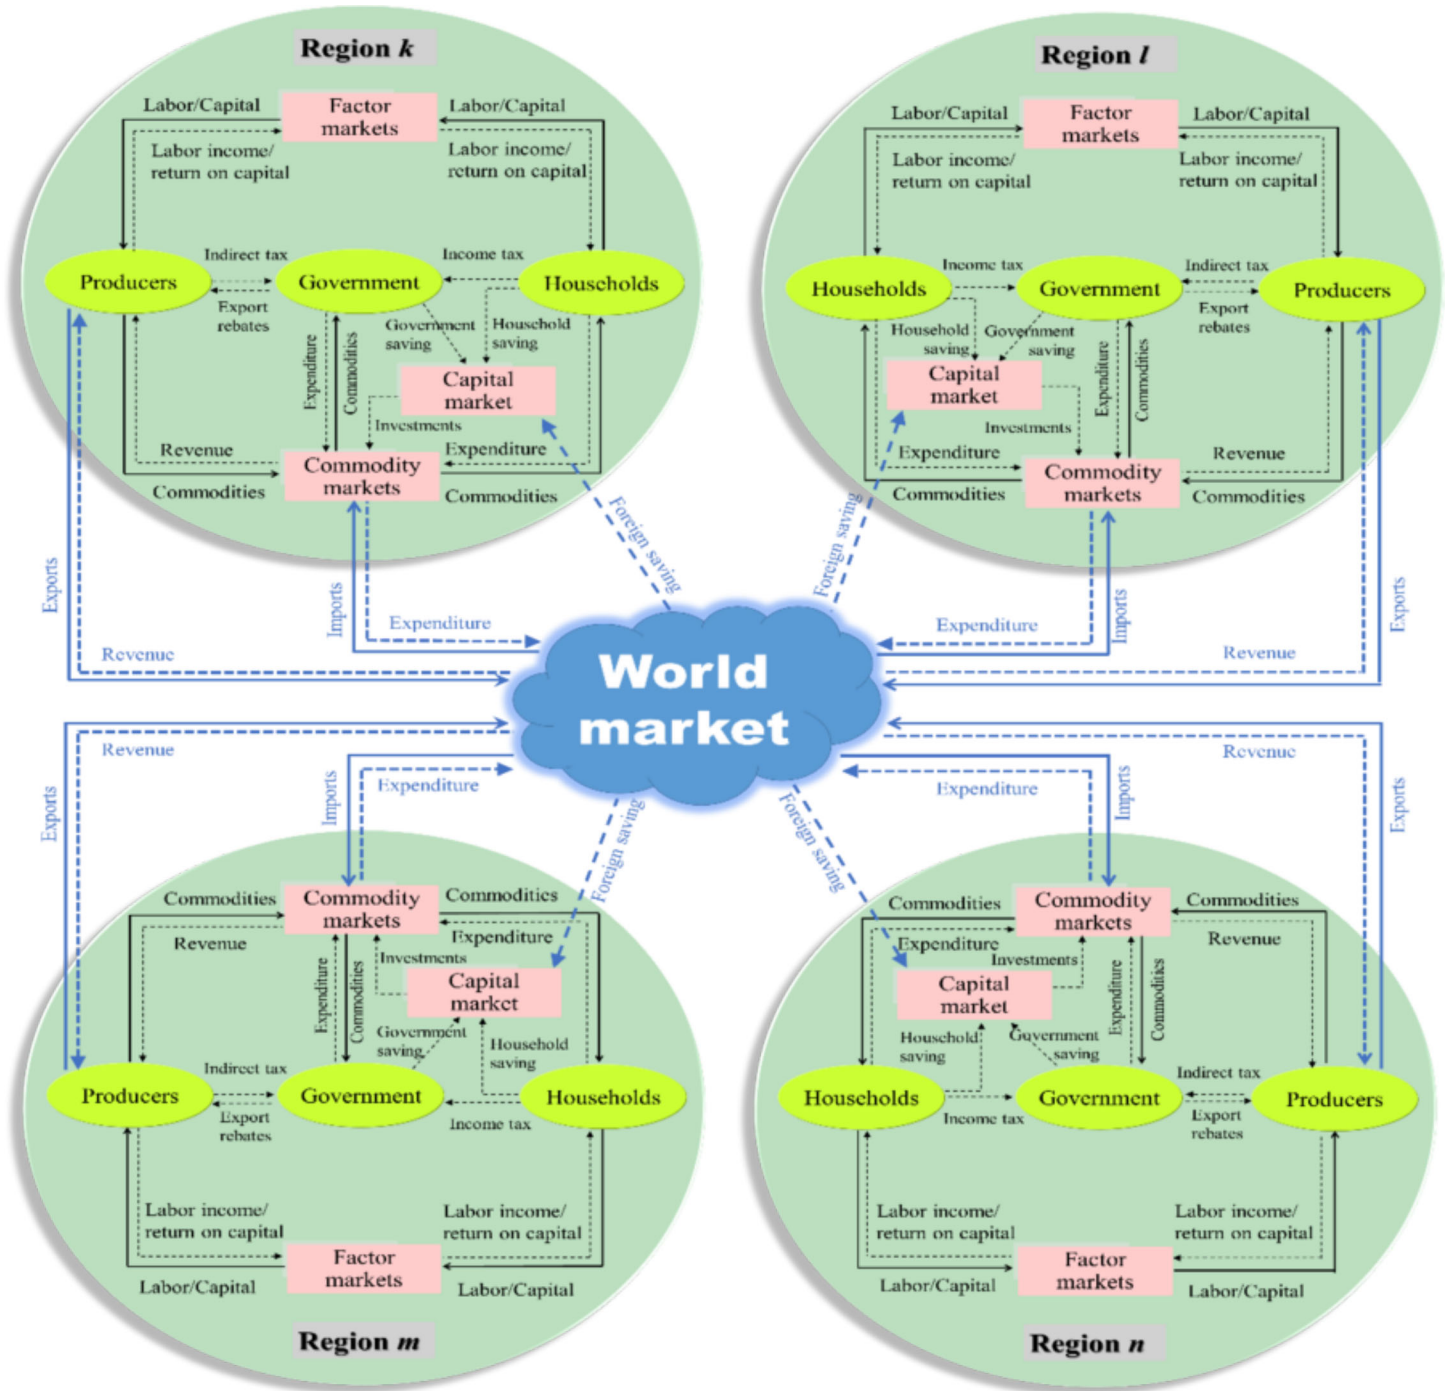 Region k
Labor/Capital
Factor
markets
Labor/Capital
Labor income/
return on capital
Labor income/
return on capital
Producers
Indirect tax
Export
rebates
Government
Income tax
Households
Government
saving
Household
saving
Expenditure
Commodities
Capital
market
Investments
Revenue
Commodity
markets
Expenditure
Commodities
Commodities
Exports
Imports
Expenditure
Revenue
Foreign saving
Region l
Labor/Capital
Factor
markets
Labor/Capital
Labor income/
return on capital
Labor income/
return on capital
Households
Income tax
Government
Indirect tax
Export
rebates
Producers
Household
saving
Government
saving
Capital
market
Expenditure
Commodities
Investments
Expenditure
Commodity
markets
Revenue
Commodities
Commodities
Foreign saving
Expenditure
Imports
Revenue
Exports
World
market
Revenue
Exports
Imports
Expenditure
Foreign saving
Commodities
Commodity
markets
Commodities
Revenue
Expenditure
Investments
Expenditure
Commodities
Capital
market
Government
saving
Household
saving
Producers
Indirect tax
Export
rebates
Government
Income tax
Households
Labor income/
return on capital
Labor income/
return on capital
Factor
markets
Labor/Capital
Labor/Capital
Region m
Revenue
Exports
Expenditure
Imports
Foreign saving
Commodities
Commodity
markets
Commodities
Expenditure
Revenue
Investments
Expenditure
Commodities
Capital
market
Household
saving
Government
saving
Households
Income tax
Government
Indirect tax
Export
rebates
Producers
Labor income/
return on capital
Labor income/
return on capital
Factor
markets
Labor/Capital
Labor/Capital
Region n